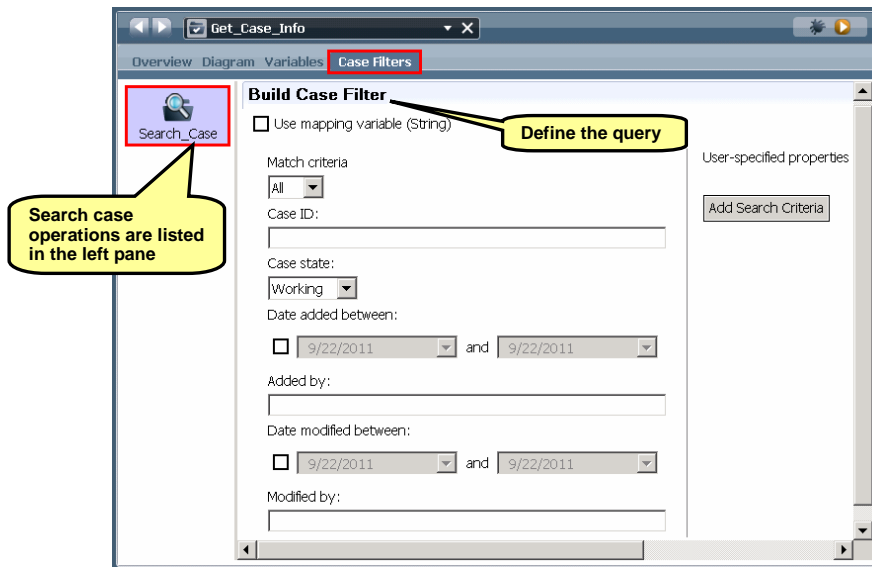 Get_Case_Info
Overview Diagram Variables Case Filters
Search_Case
Search case
operations are listed
in the left pane
Build Case Filter
Use mapping variable (String)
Define the query
Match criteria
All
Case ID:
Case state:
Working
Date added between:
9/22/2011 and 9/22/2011
Added by:
Date modified between:
9/22/2011 and 9/22/2011
Modified by:
User-specified properties
Add Search Criteria